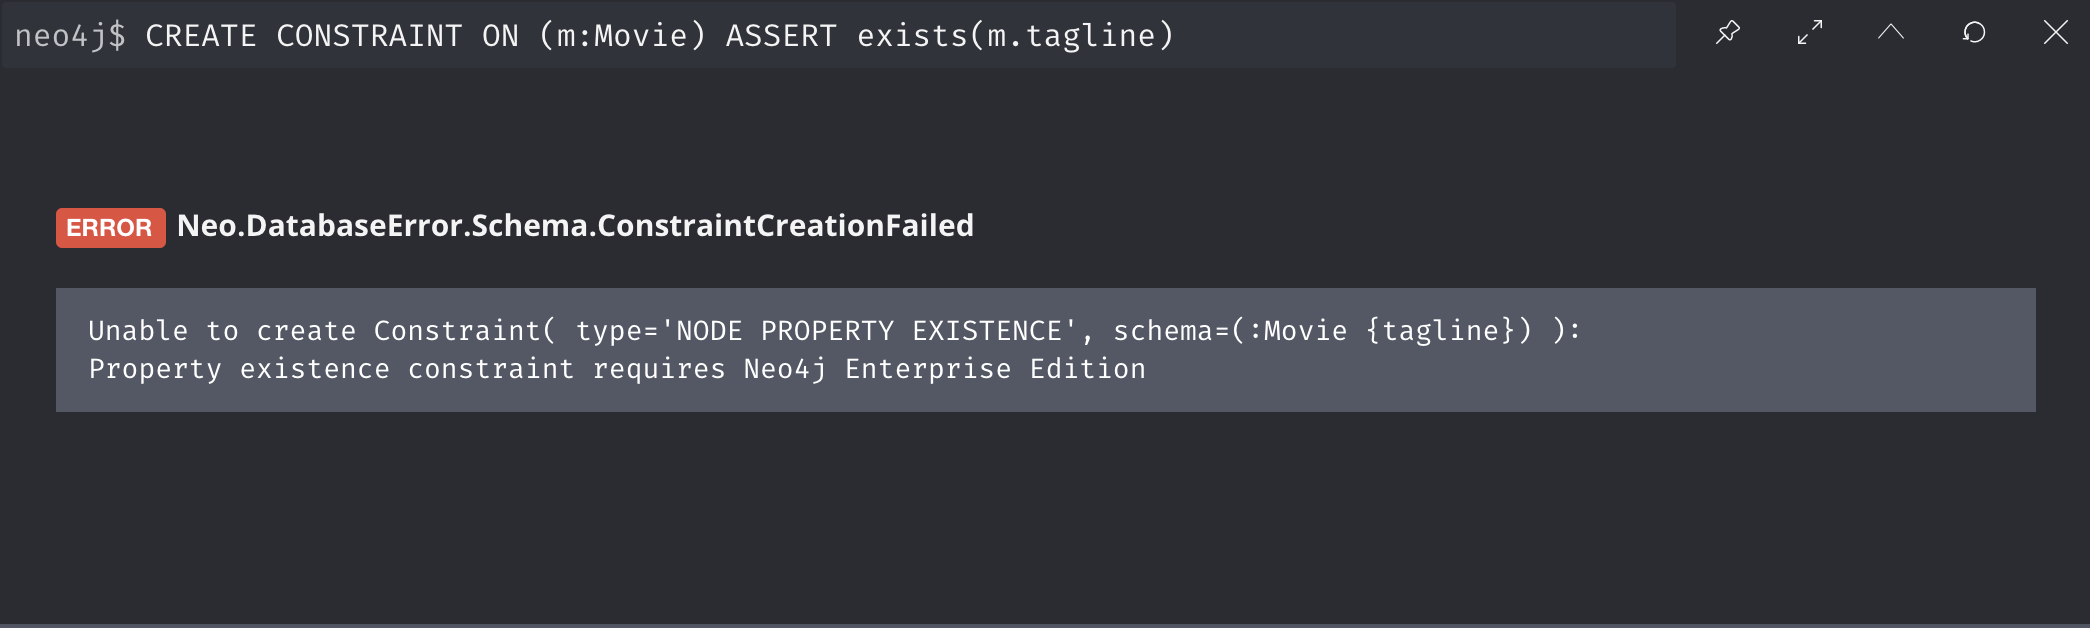 neo4j$ CREATE CONSTRAINT ON (m:Movie) ASSERT exists(m.tagline)
ERROR Neo.DatabaseError.Schema.ConstraintCreationFailed
Unable to create Constraint( type='NODE PROPERTY EXISTENCE', schema=(:Movie {tagline}) ):
Property existence constraint requires Neo4j Enterprise Edition